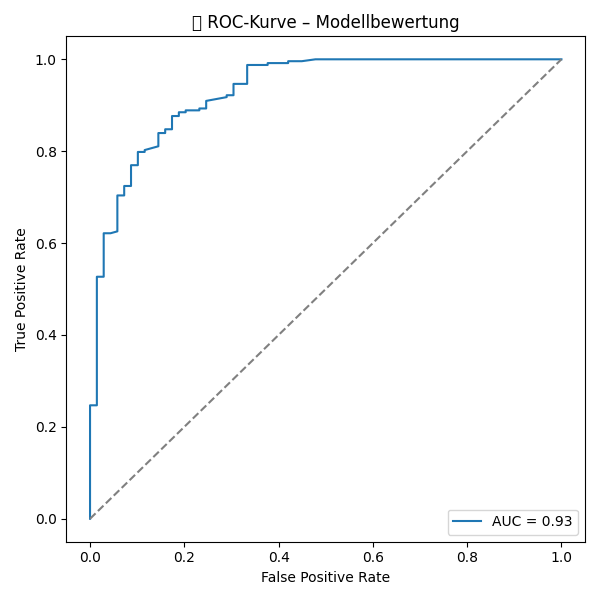 ROC-Kurve – Modellbewertung
True Positive Rate
1.0
0.8
0.6
0.4
0.2
0.0
AUC = 0.93
0.0 0.2 0.4 0.6 0.8 1.0
False Positive Rate